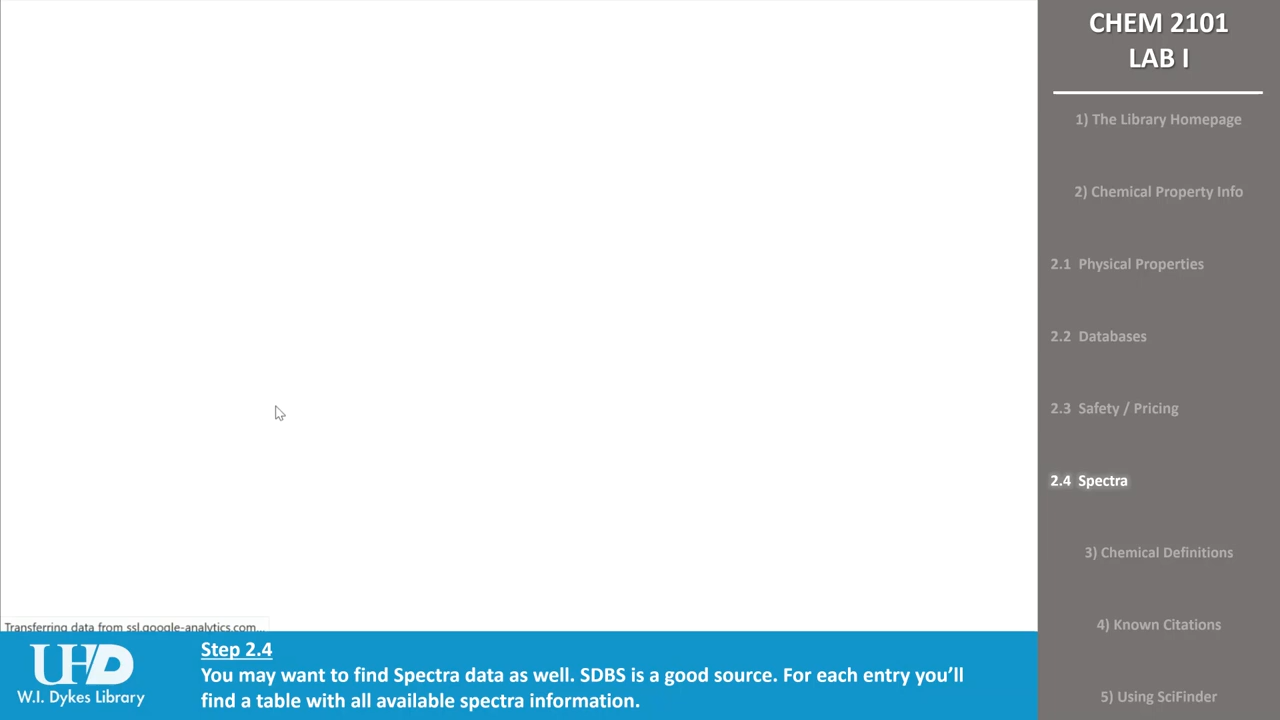 CHEM 2101
LAB I
1) The Library Homepage
2) Chemical Property Info
2.1 Physical Properties
2.2 Databases
2.3 Safety / Pricing
2.4 Spectra
3) Chemical Definitions
4) Known Citations
5) Using SciFinder
Transferring data from ssl.google-analytics.com...
UHD
W.I. Dykes Library
Step 2.4
You may want to find Spectra data as well. SDBS is a good source. For each entry you’ll
find a table with all available spectra information.